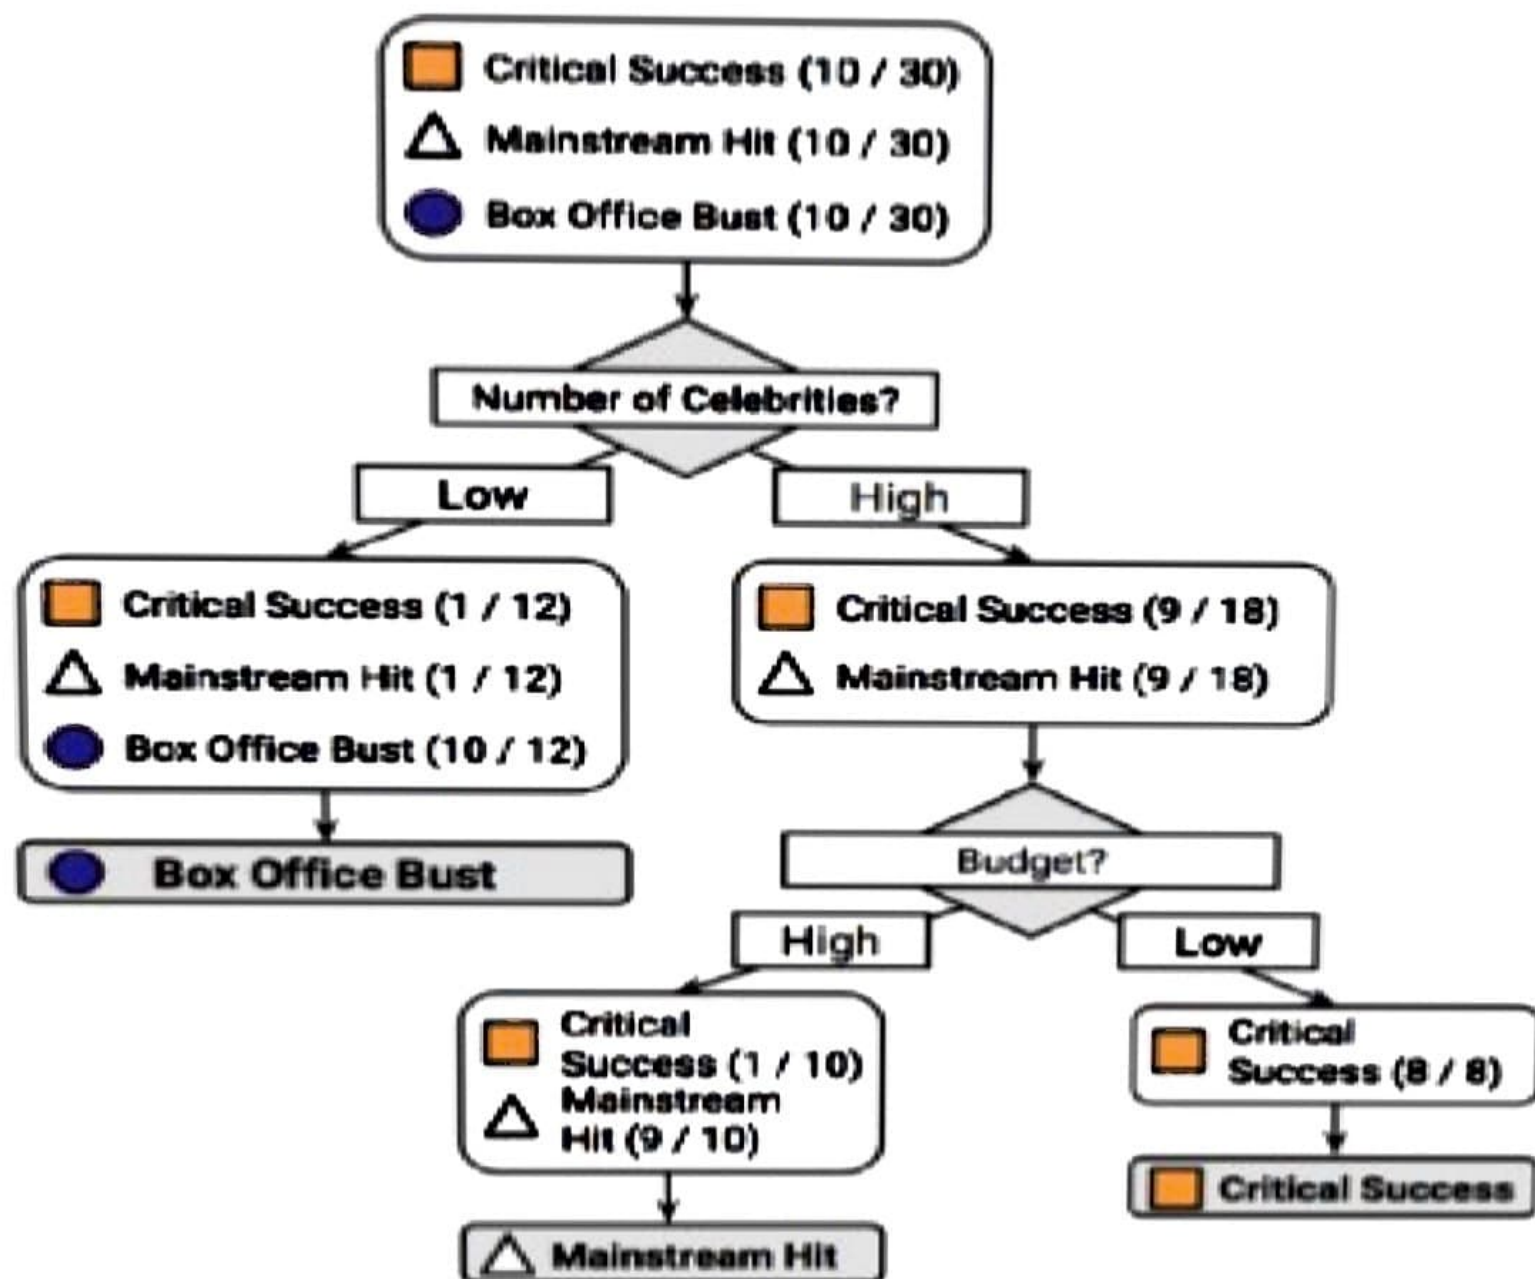 Critical Success (10 / 30)
Mainstream Hit (10 / 30)
Box Office Bust (10 / 30)
Number of Celebrities?
Low
High
Critical Success (1 / 12)
Mainstream Hit (1 / 12)
Box Office Bust (10 / 12)
Box Office Bust
Critical Success (9 / 18)
Mainstream Hit (9 / 18)
Budget?
High
Low
Critical
Success (1 / 10)
Mainstream
Hit (9 / 10)
Mainstream Hit
Critical
Success (8 / 8)
Critical Success